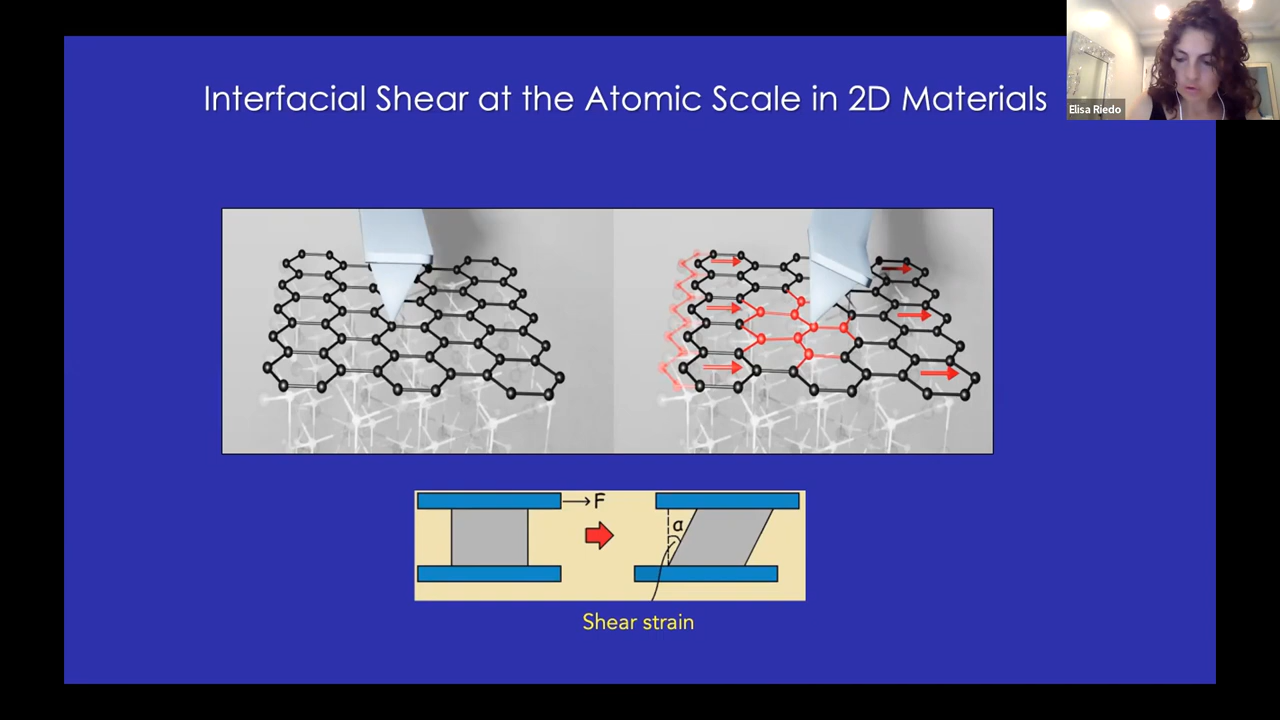 Interfacial Shear at the Atomic Scale in 2D Materials
Elisa Riedo
F
α
Shear strain